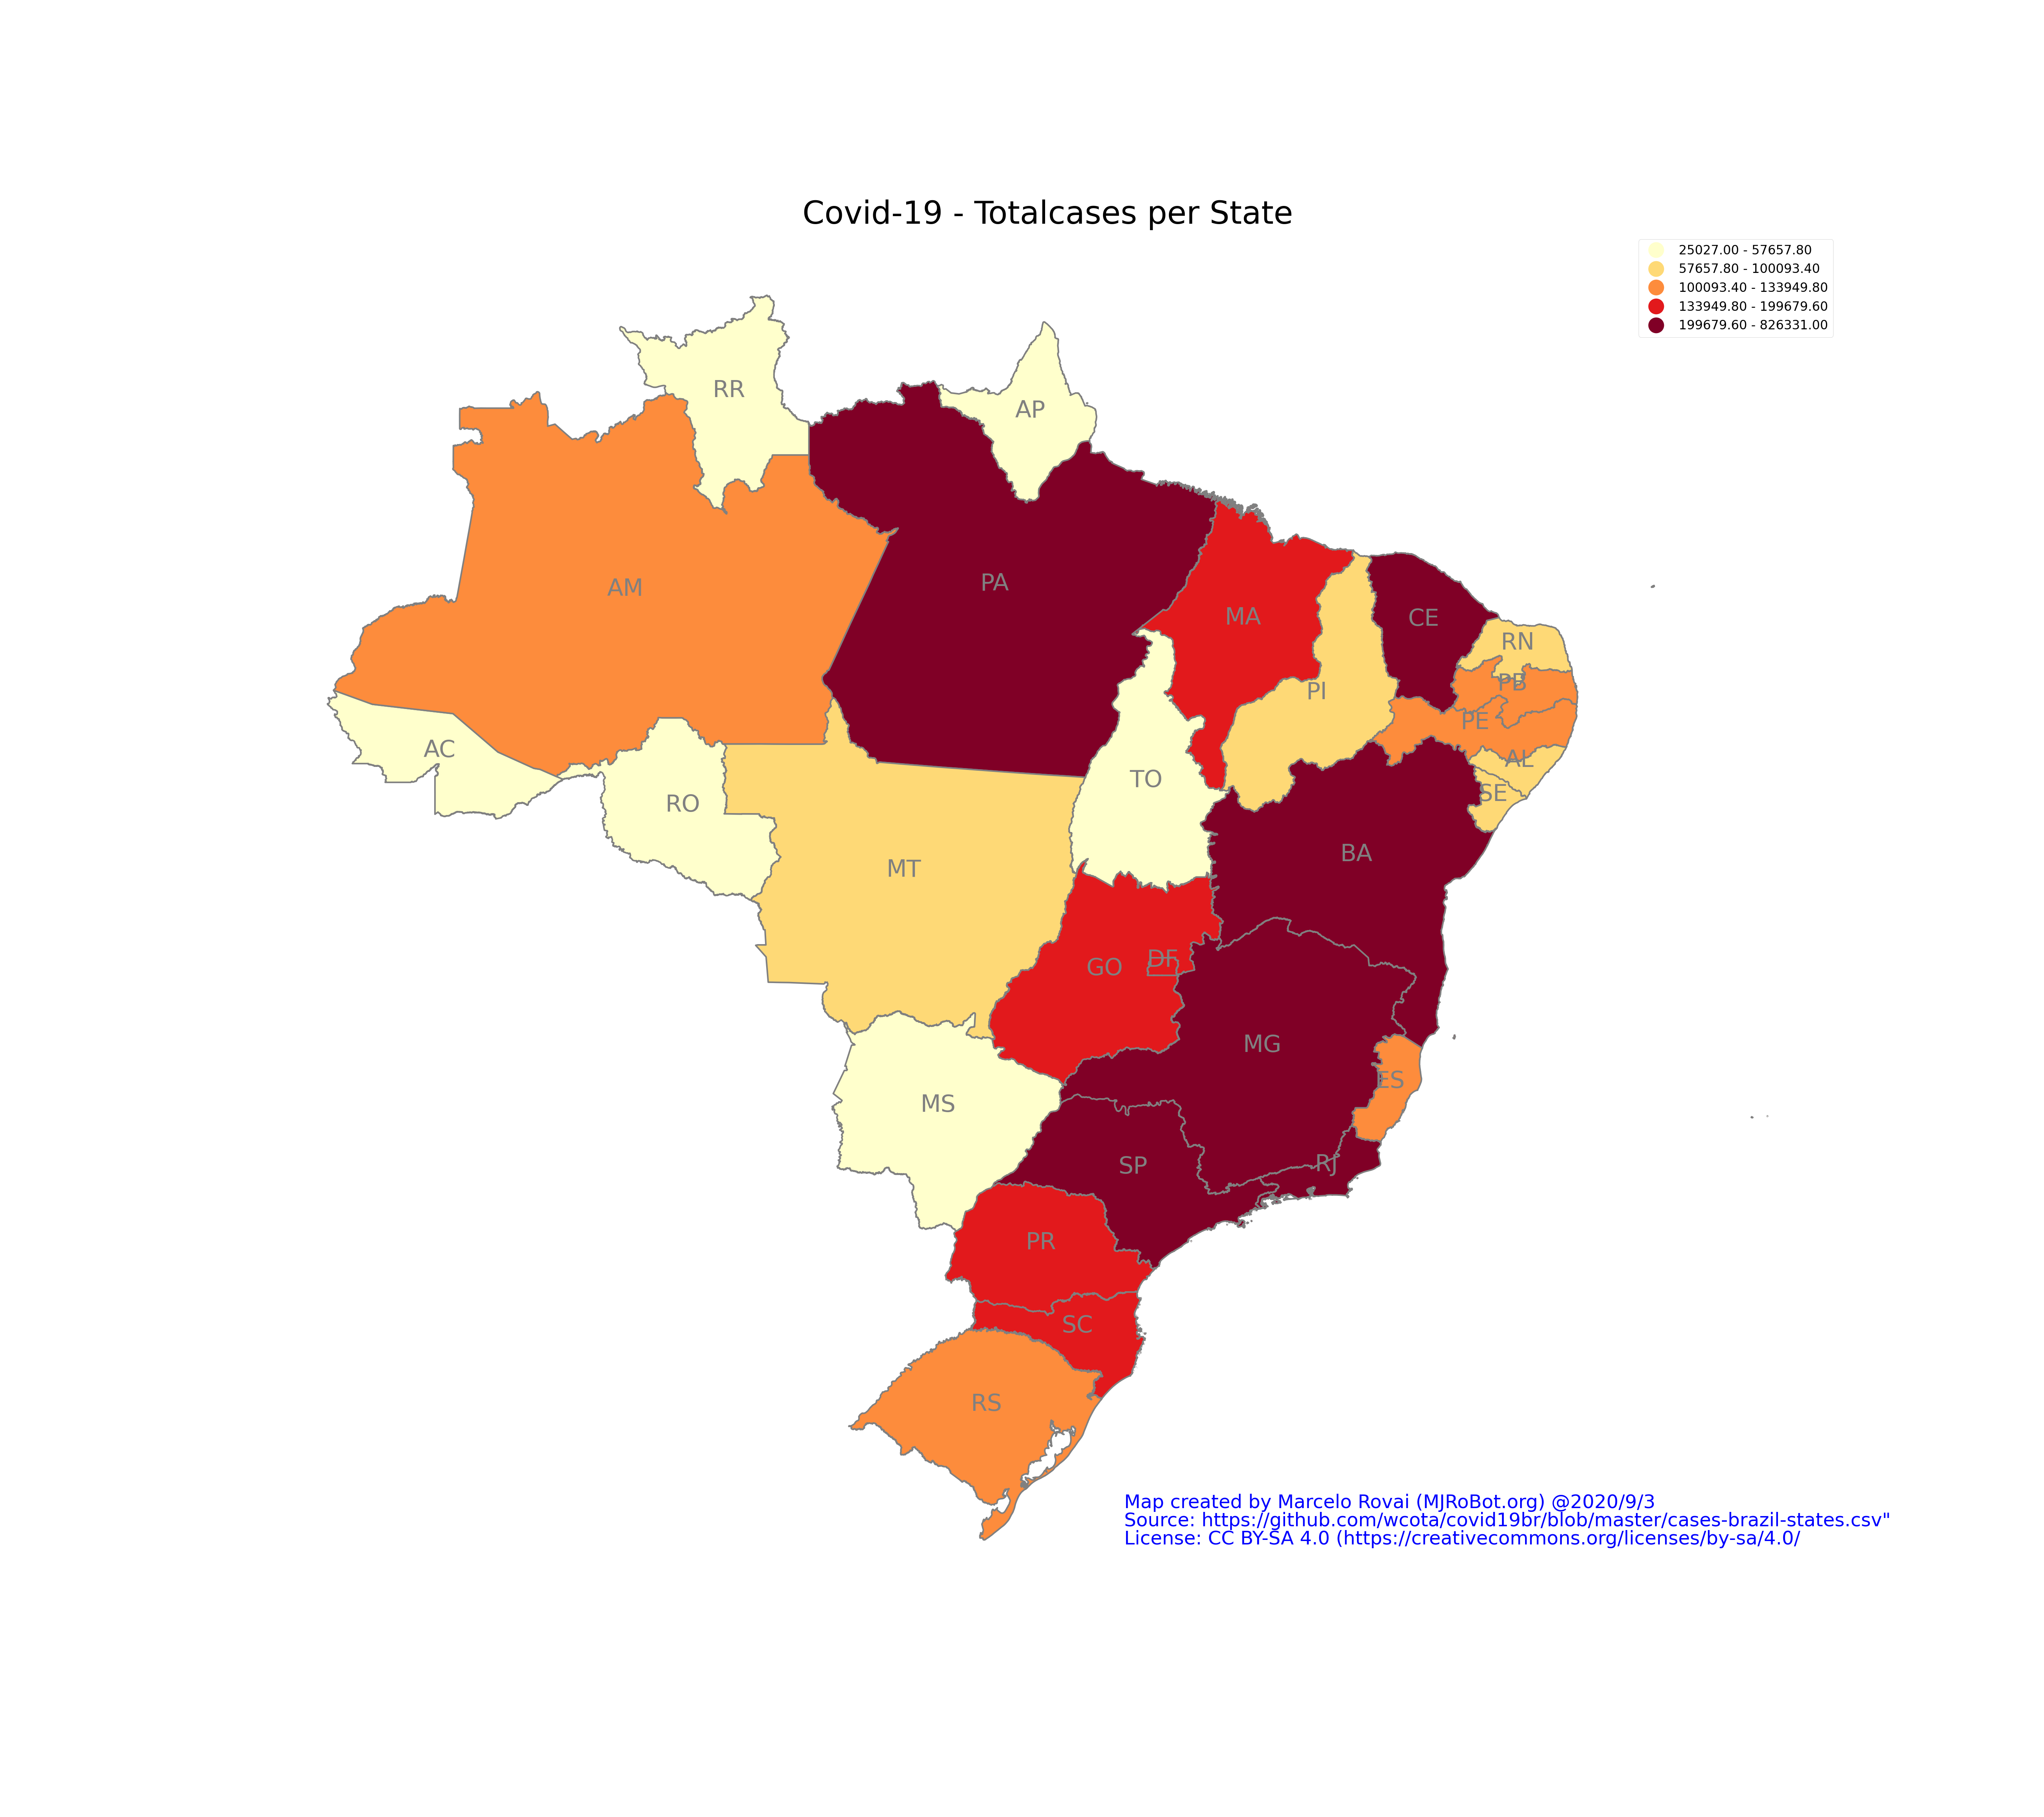 Covid-19 - Totalcases per State
25027.00 - 57657.80
57657.80 - 100093.40
100093.40 - 133949.80
133949.80 - 199679.60
199679.60 - 826331.00
RR
AP
AM
PA
MA
CE
RN
PB
PI
PE
AC
AL
TO
SE
RO
BA
MT
DF
GO
MG
ES
MS
RJ
SP
PR
SC
RS
Map created by Marcelo Rovai (MJRoBot.org) @2020/9/3
Source: https://github.com/wcota/covid19br/blob/master/cases-brazil-states.csv"
License: CC BY-SA 4.0 (https://creativecommons.org/licenses/by-sa/4.0/